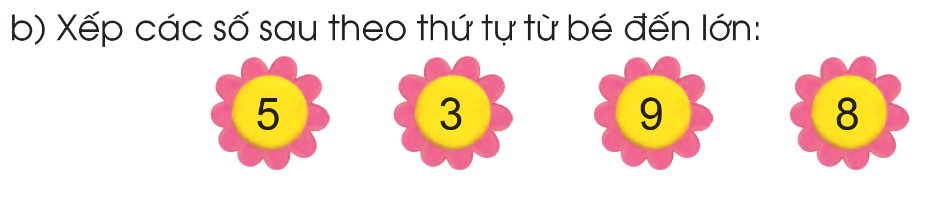 b) Xếp các số sau theo thứ tự từ bé đến lớn:
5 3 9 8